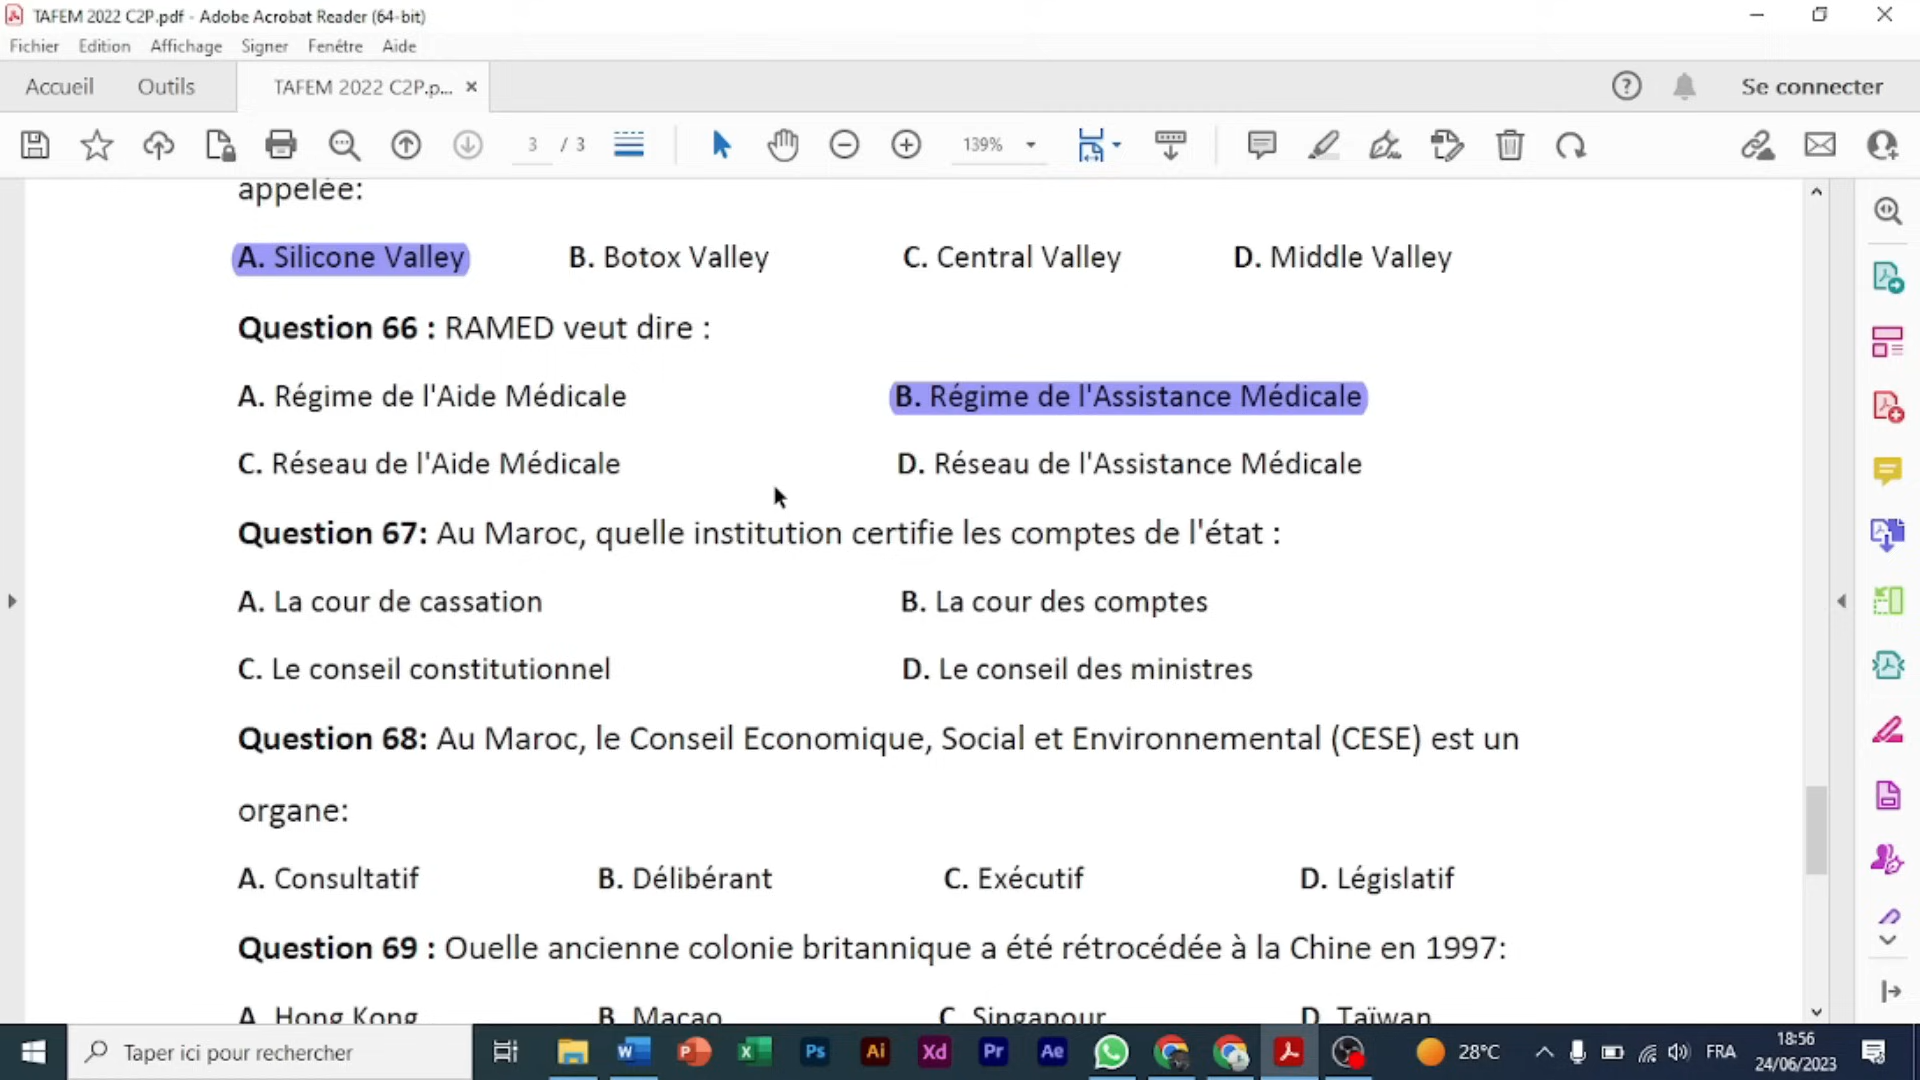 TAFEM 2022 C2P.pdf - Adobe Acrobat Reader (64-bit)
Fichier Edition Affichage Signer Fenêtre Aide
Accueil Outils TAFEM 2022 C2P.p... × Se connecter
3 / 3 139%
appelée:
A. Silicone Valley B. Botox Valley C. Central Valley D. Middle Valley
Question 66 : RAMED veut dire :
A. Régime de l'Aide Médicale B. Régime de l'Assistance Médicale
C. Réseau de l'Aide Médicale D. Réseau de l'Assistance Médicale
Question 67: Au Maroc, quelle institution certifie les comptes de l'état :
A. La cour de cassation B. La cour des comptes
C. Le conseil constitutionnel D. Le conseil des ministres
Question 68: Au Maroc, le Conseil Economique, Social et Environnemental (CESE) est un
organe:
A. Consultatif B. Délibérant C. Exécutif D. Législatif
Question 69 : Ouelle ancienne colonie britannique a été rétrocédée à la Chine en 1997:
A. Hong Kong B. Macao C. Singapour D. Taïwan
Taper ici pour rechercher Ps Ai Xd Pr Ae 28°C FRA 18:56
24/06/2023